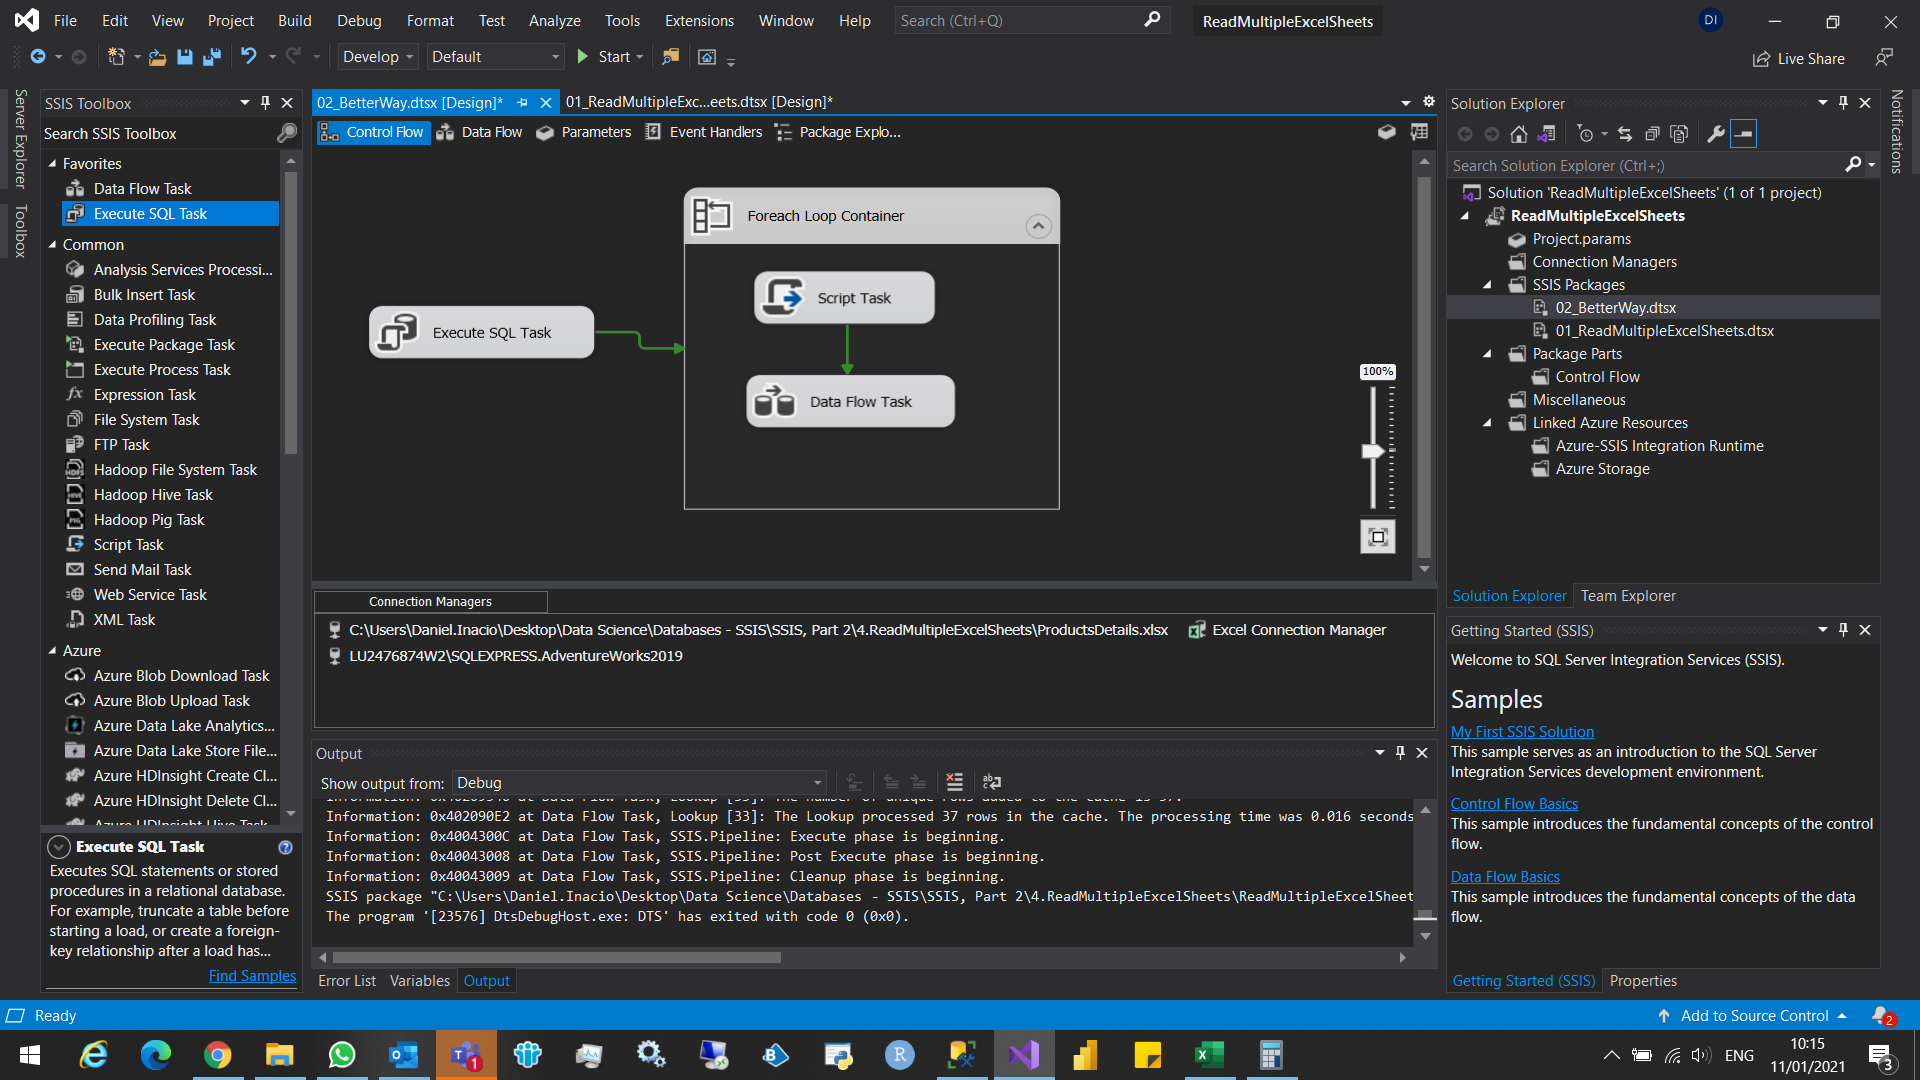 File Edit View Project Build Debug Format Test Analyze Tools Extensions Window Help Search (Ctrl+Q) ReadMultipleExcelSheets DI
Develop Default Start Live Share
Server Explorer
Toolbox
SSIS Toolbox
Search SSIS Toolbox
Favorites
Data Flow Task
Execute SQL Task
Common
Analysis Services Processi...
Bulk Insert Task
Data Profiling Task
Execute Package Task
Execute Process Task
Expression Task
File System Task
FTP Task
Hadoop File System Task
Hadoop Hive Task
Hadoop Pig Task
Script Task
Send Mail Task
Web Service Task
XML Task
Azure
Azure Blob Download Task
Azure Blob Upload Task
Azure Data Lake Analytics...
Azure Data Lake Store File...
Azure HDInsight Create Cl...
Azure HDInsight Delete Cl...
Azure HDInsight Hive Task
Execute SQL Task
Executes SQL statements or stored
procedures in a relational database.
For example, truncate a table before
starting a load, or create a foreign-
key relationship after a load has...
Find Samples
02_BetterWay.dtsx [Design]* 01_ReadMultipleExc...eets.dtsx [Design]*
Control Flow Data Flow Parameters Event Handlers Package Explo...
Foreach Loop Container
Script Task
Execute SQL Task
Data Flow Task
100%
Connection Managers
C:\Users\Daniel.Inacio\Desktop\Data Science\Databases - SSIS\SSIS, Part 2\4.ReadMultipleExcelSheets\ProductsDetails.xlsx Excel Connection Manager
LU2476874W2\SQLEXPRESS.AdventureWorks2019
Output
Show output from: Debug
Information: 0x402090E2 at Data Flow Task, Lookup [33]: The Lookup processed 37 rows in the cache. The processing time was 0.016 seconds
Information: 0x4004300C at Data Flow Task, SSIS.Pipeline: Execute phase is beginning.
Information: 0x40043008 at Data Flow Task, SSIS.Pipeline: Post Execute phase is beginning.
Information: 0x40043009 at Data Flow Task, SSIS.Pipeline: Cleanup phase is beginning.
SSIS package "C:\Users\Daniel.Inacio\Desktop\Data Science\Databases - SSIS\SSIS, Part 2\4.ReadMultipleExcelSheets\ReadMultipleExcelSheet
The program '[23576] DtsDebugHost.exe: DTS' has exited with code 0 (0x0).
Error List Variables Output
Solution Explorer
Search Solution Explorer (Ctrl+;)
Solution 'ReadMultipleExcelSheets' (1 of 1 project)
ReadMultipleExcelSheets
Project.params
Connection Managers
SSIS Packages
02_BetterWay.dtsx
01_ReadMultipleExcelSheets.dtsx
Package Parts
Control Flow
Miscellaneous
Linked Azure Resources
Azure-SSIS Integration Runtime
Azure Storage
Solution Explorer Team Explorer
Getting Started (SSIS)
Welcome to SQL Server Integration Services (SSIS).
Samples
My First SSIS Solution
This sample serves as an introduction to the SQL Server
Integration Services development environment.
Control Flow Basics
This sample introduces the fundamental concepts of the control
flow.
Data Flow Basics
This sample introduces the fundamental concepts of the data
flow.
Getting Started (SSIS) Properties
Notifications
Ready Add to Source Control 2
1 ENG 10:15
11/01/2021 3